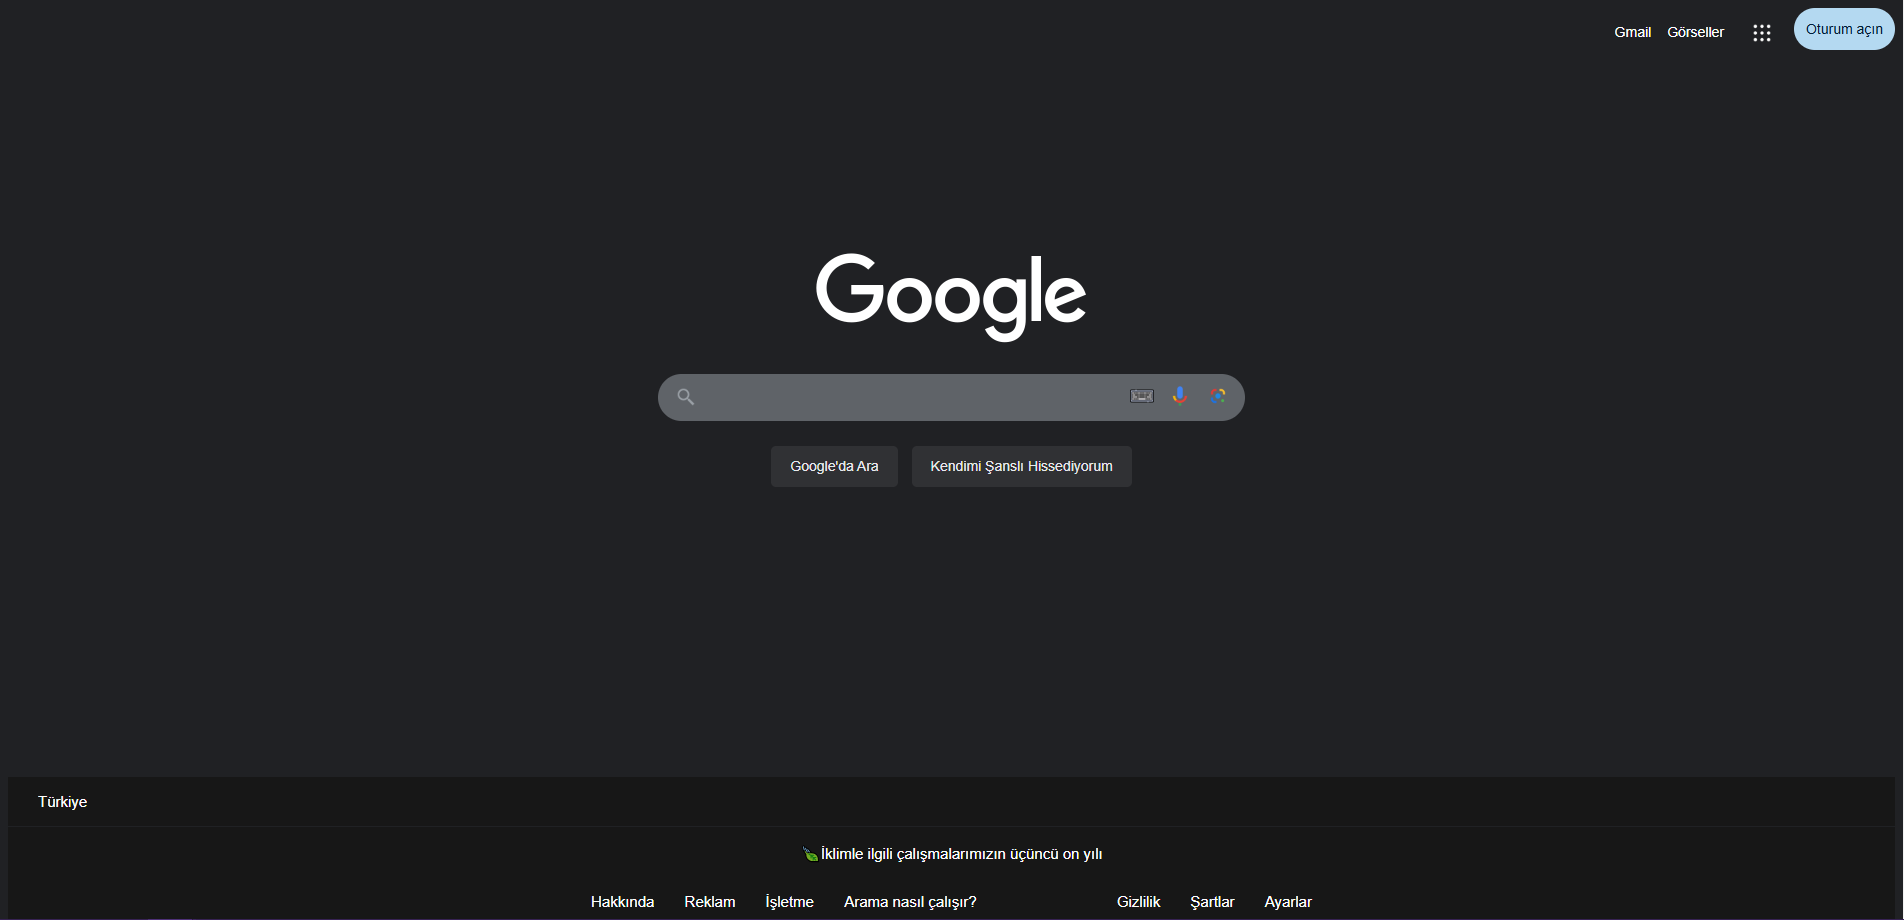 Gmail Görseller Oturum açın
Google
Google'da Ara Kendimi Şanslı Hissediyorum
Türkiye
İklimle ilgili çalışmalarımızın üçüncü on yılı
Hakkında Reklam İşletme Arama nasıl çalışır? Gizlilik Şartlar Ayarlar